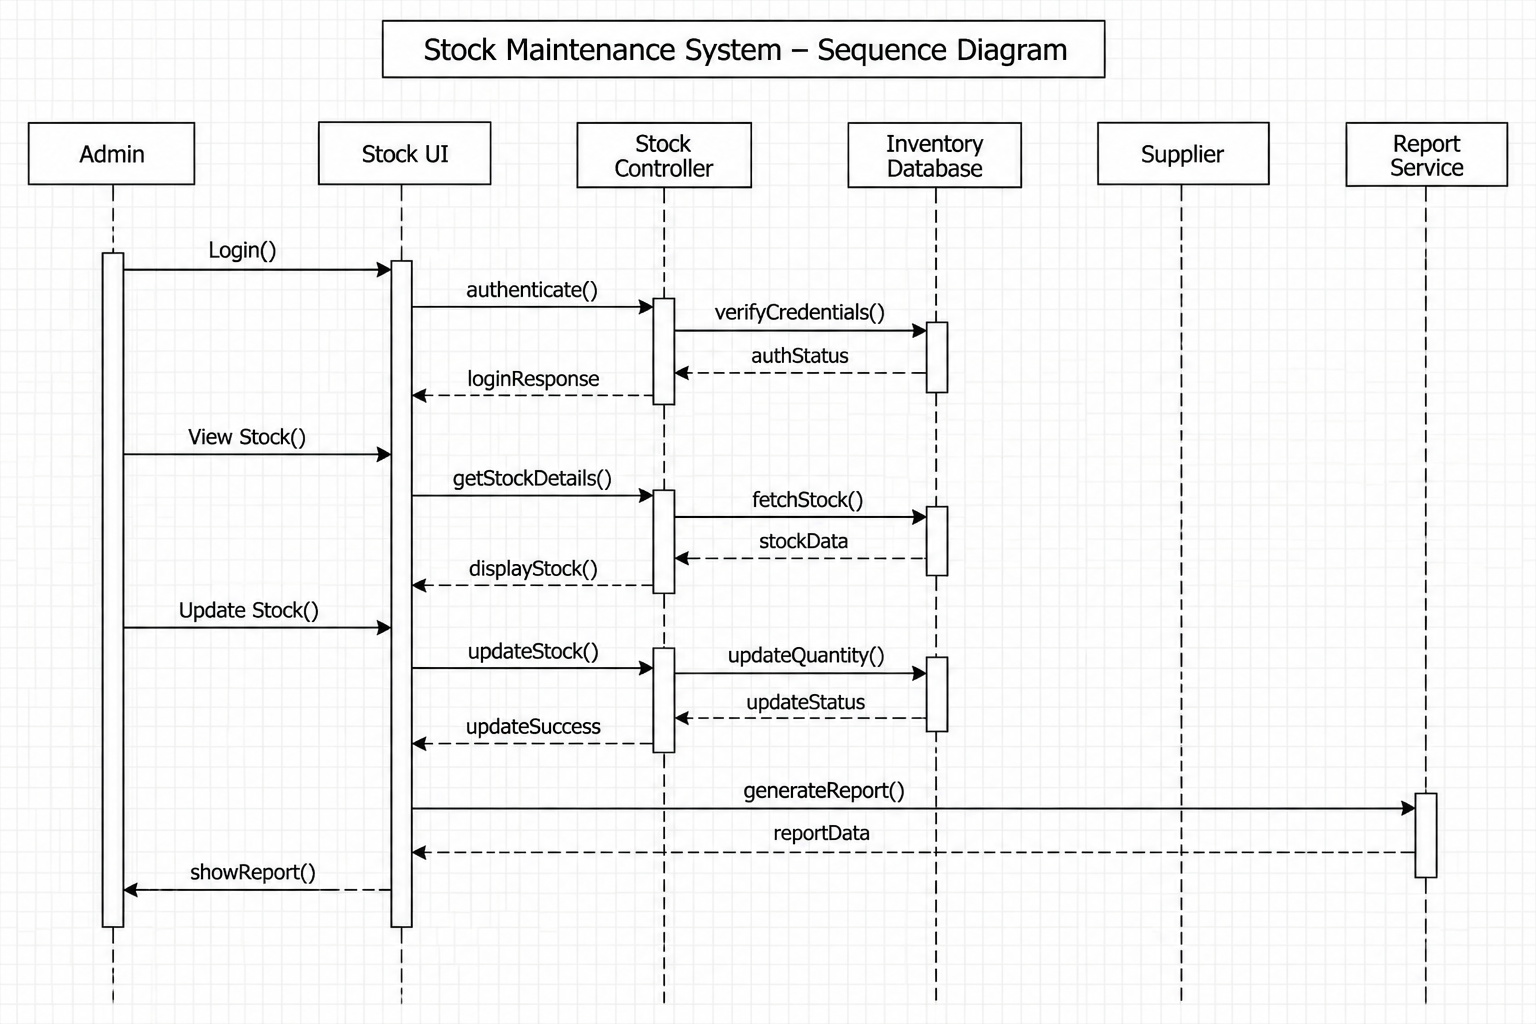 Stock Maintenance System – Sequence Diagram
Admin
Stock UI
Stock
Controller
Inventory
Database
Supplier
Report
Service
Login()
authenticate()
verifyCredentials()
authStatus
loginResponse
View Stock()
getStockDetails()
fetchStock()
stockData
displayStock()
Update Stock()
updateStock()
updateQuantity()
updateStatus
updateSuccess
generateReport()
reportData
showReport()